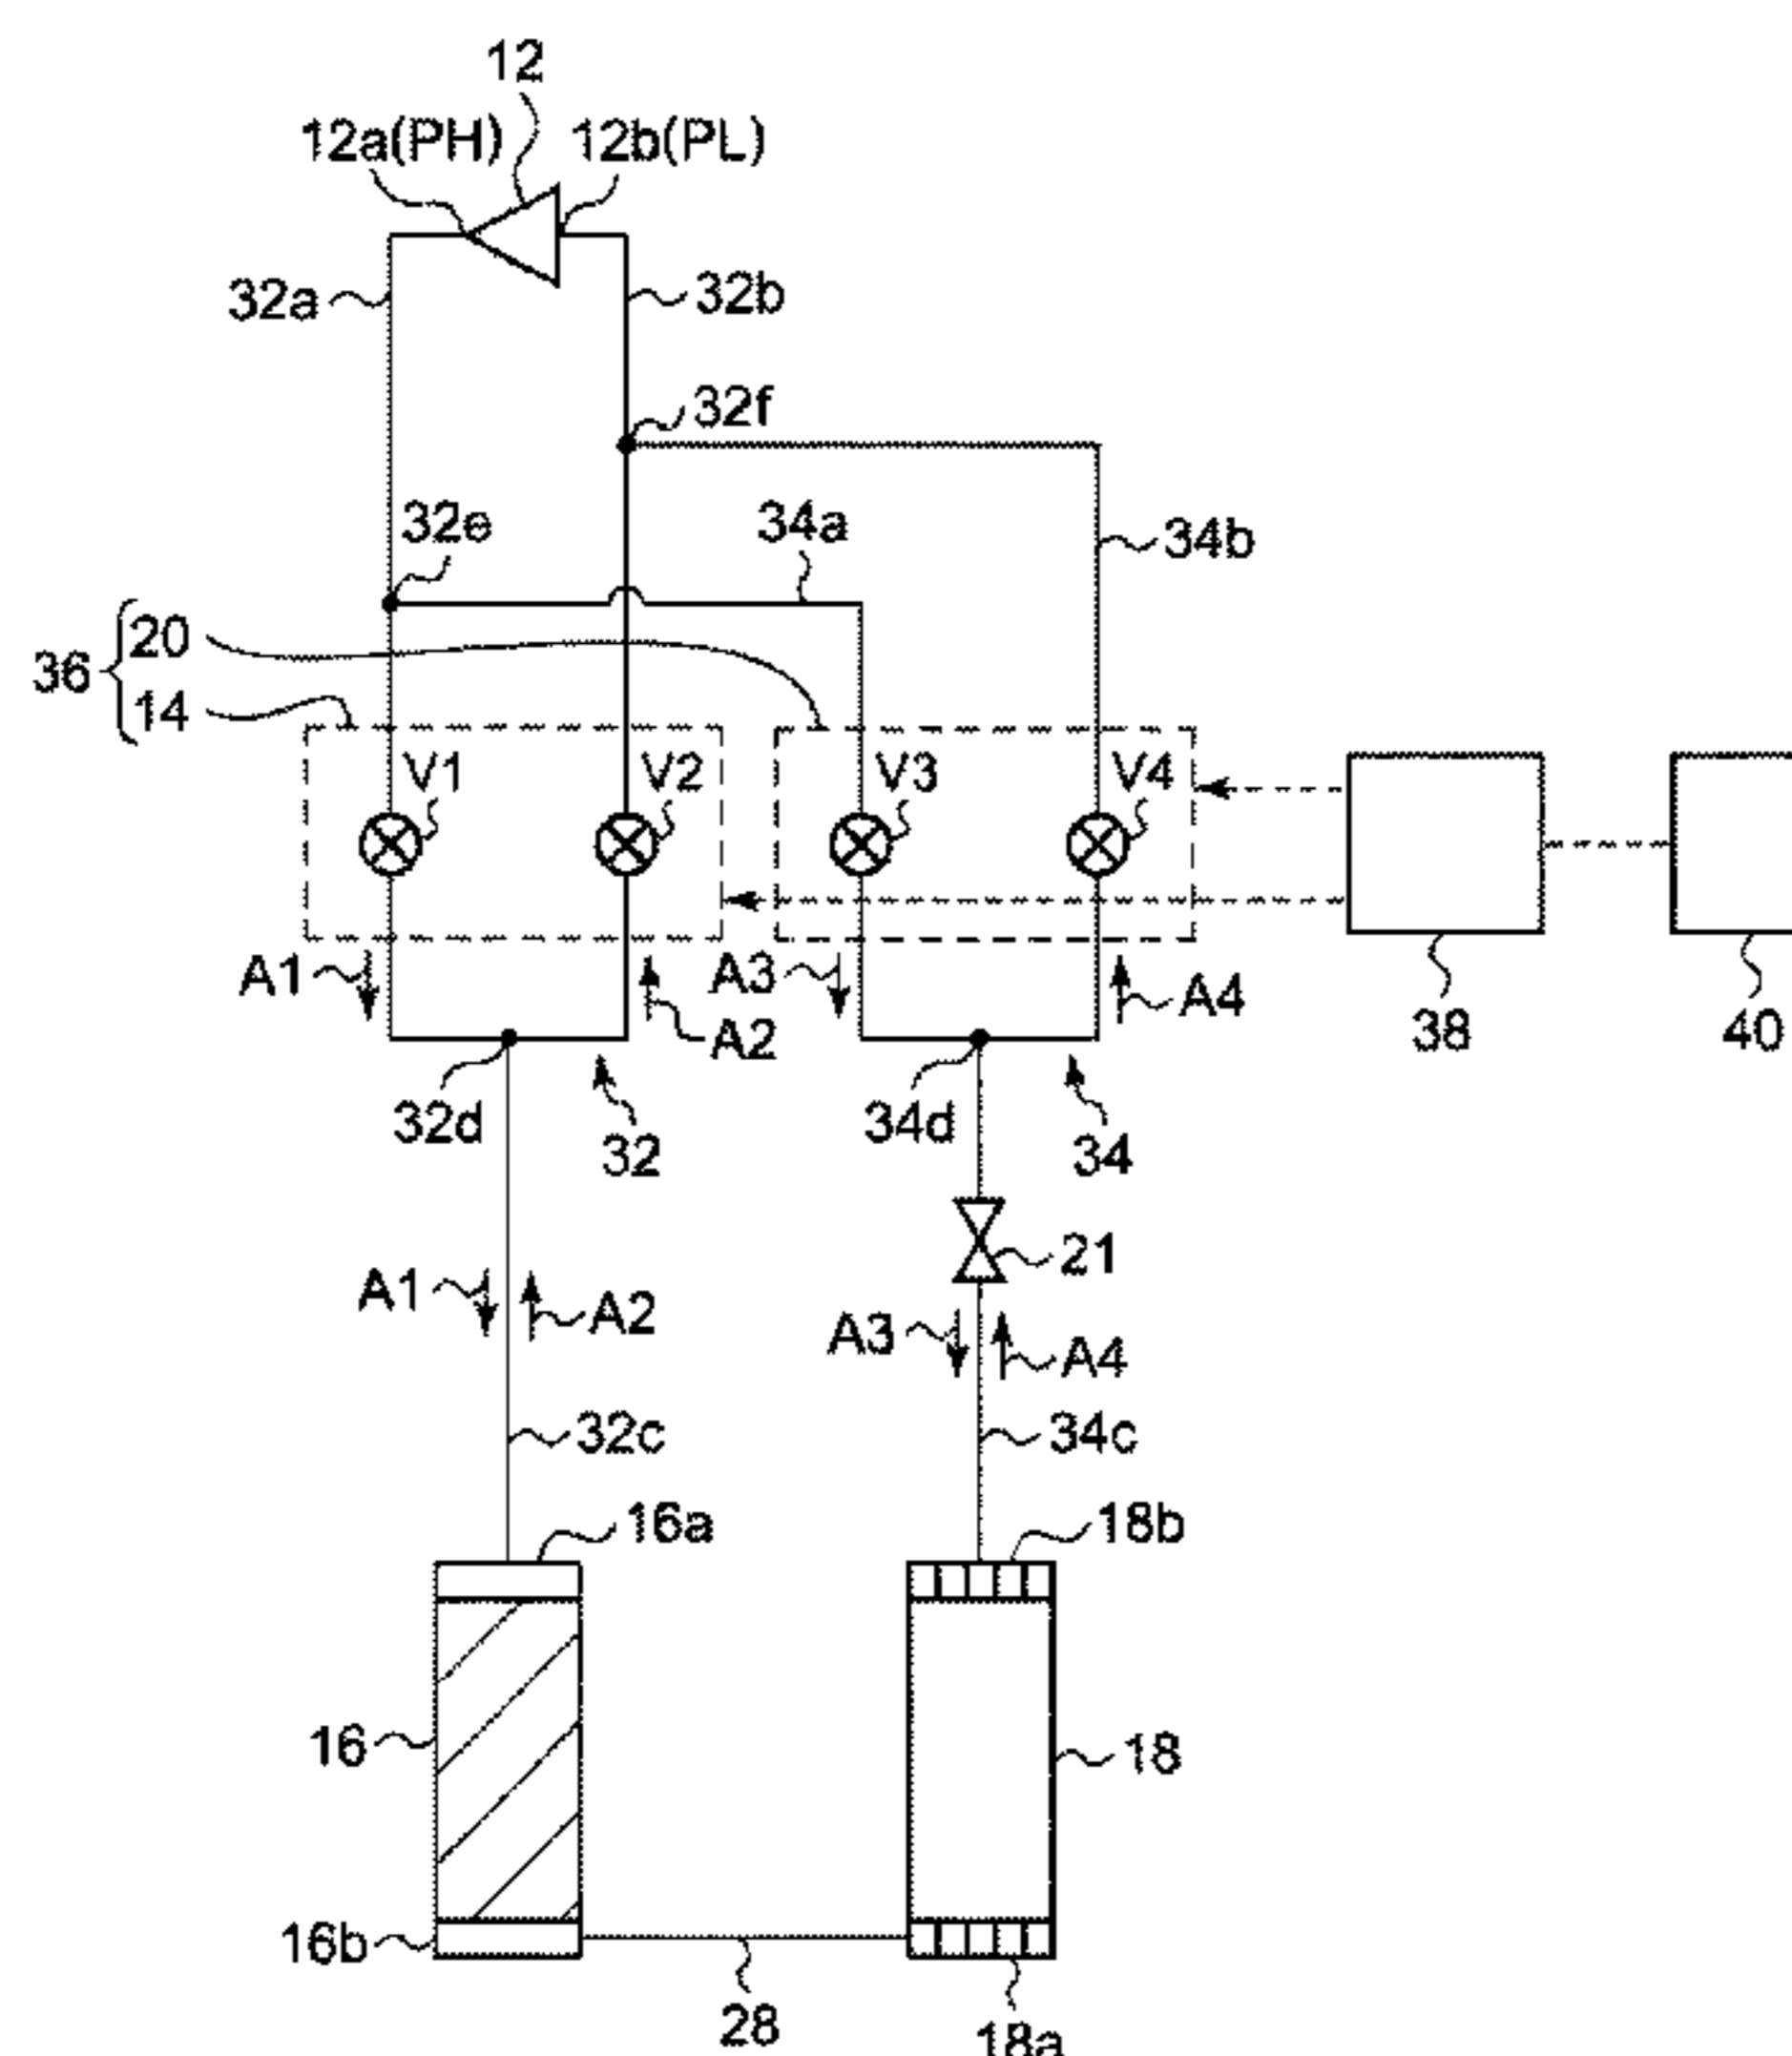 12
12a(PH) 12b(PL)
32a 32b
32f
32e 34a 34b
36 20
14
V1 V2 V3 V4
A1 A2 A3 A4
38 40
32d 32 34d 34
21
A1 A2 A3 A4
32c 34c
16a 18b
16 18
16b
28 18a